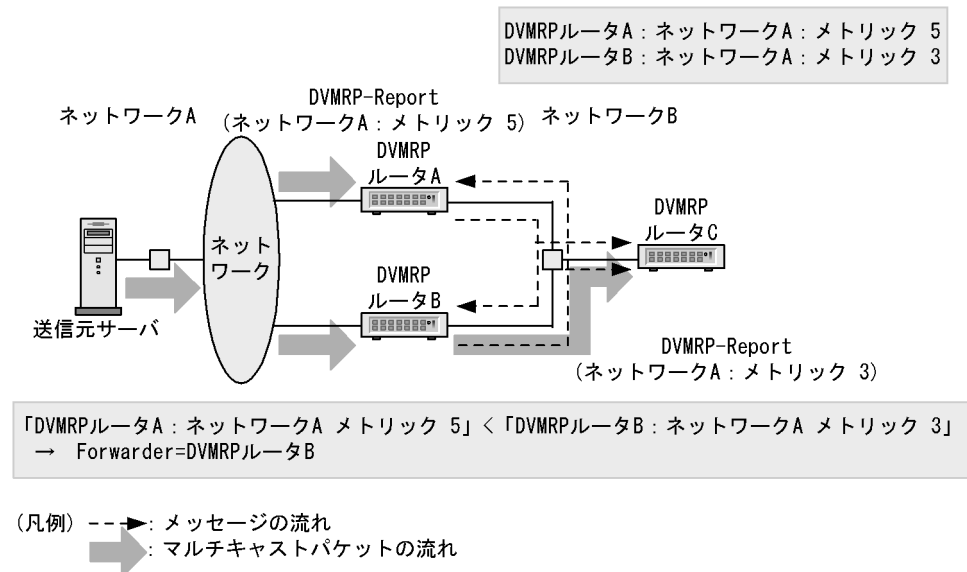 DVMRPルータA：ネットワークA：メトリック 5
DVMRPルータB：ネットワークA：メトリック 3
ネットワークA
DVMRP-Report
(ネットワークA：メトリック 5)
ネットワークB
DVMRP
ルータA
DVMRP
ルータC
ネット
ワーク
DVMRP
ルータB
送信元サーバ
DVMRP-Report
(ネットワークA：メトリック 3)
「DVMRPルータA：ネットワークA メトリック 5」＜「DVMRPルータB：ネットワークA メトリック 3」
→ Forwarder=DVMRPルータB
(凡例)
：メッセージの流れ
：マルチキャストパケットの流れ